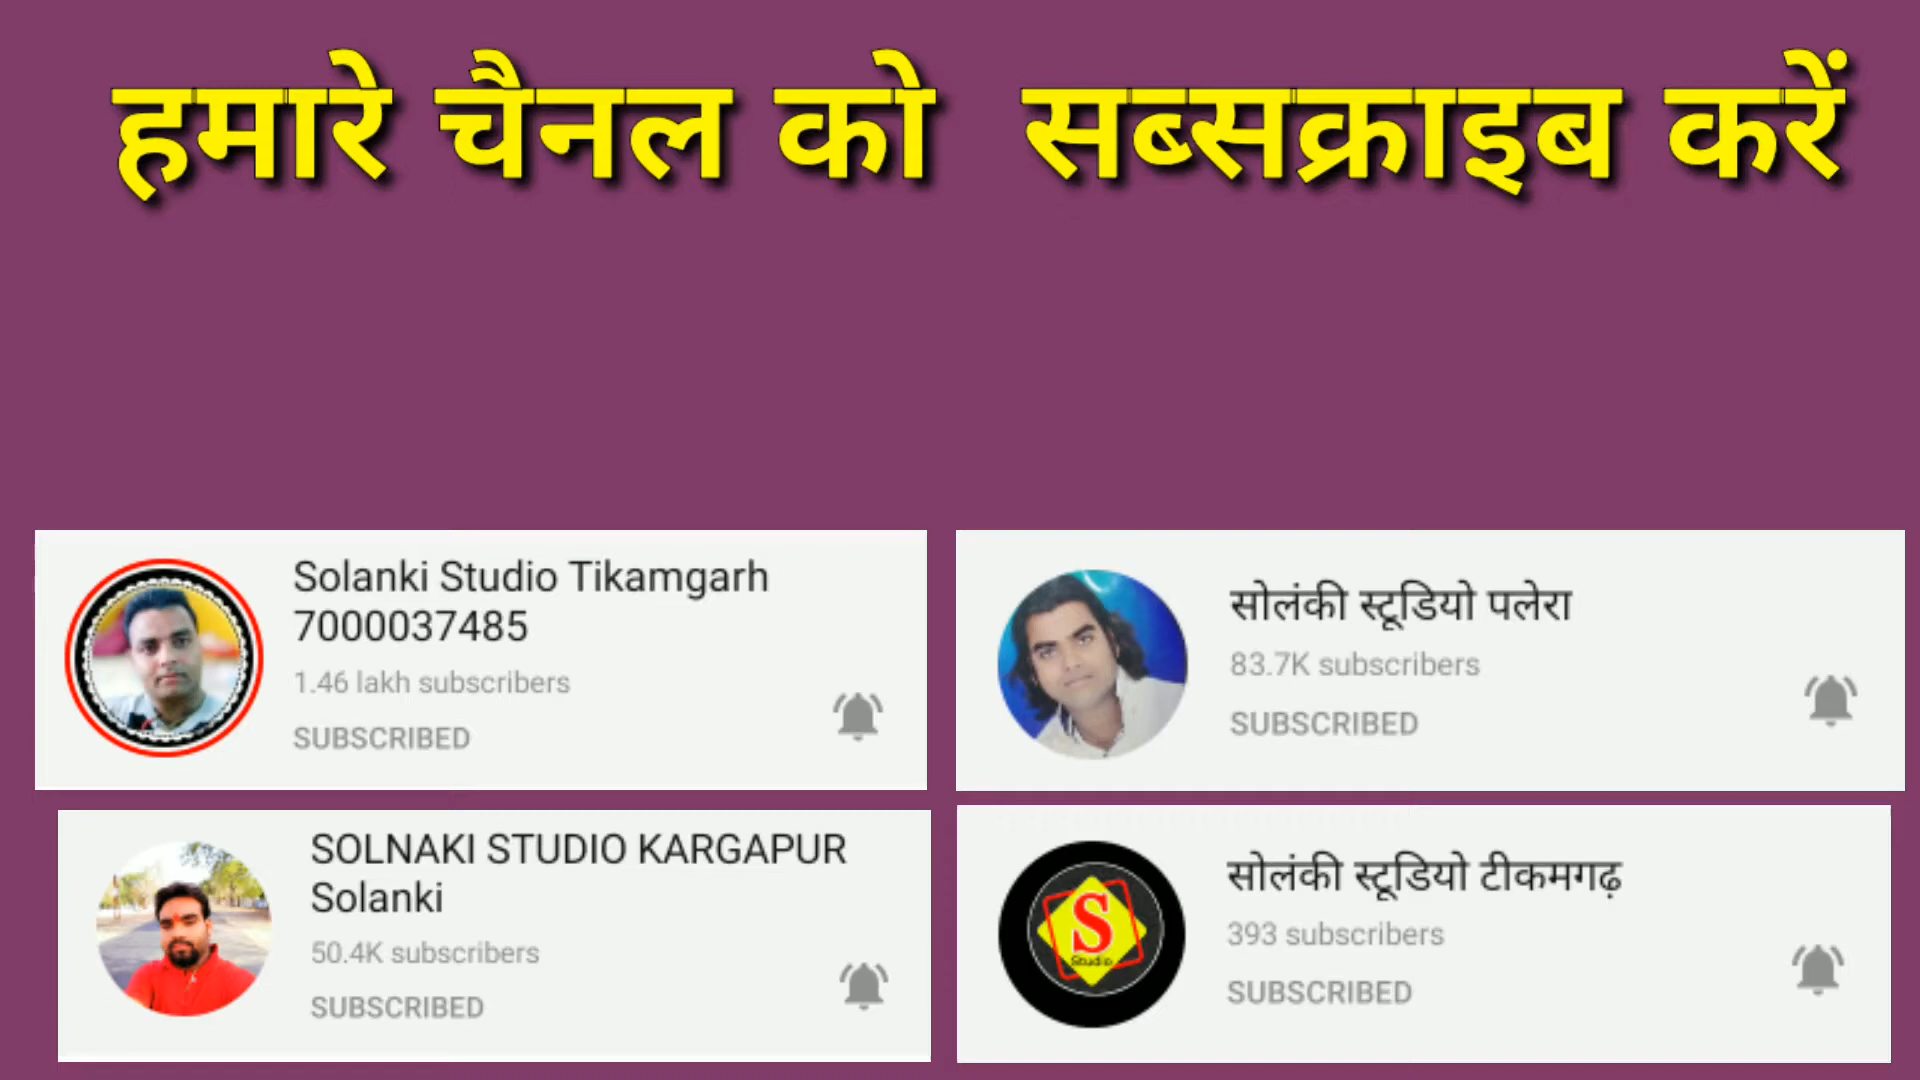 हमारे चैनल को सब्सक्राइब करें
Solanki Studio Tikamgarh
7000037485
1.46 lakh subscribers
SUBSCRIBED
सोलंकी स्टूडियो पलेरा
83.7K subscribers
SUBSCRIBED
SOLNAKI STUDIO KARGAPUR
Solanki
50.4K subscribers
SUBSCRIBED
S
Studio
सोलंकी स्टूडियो टीकमगढ़
393 subscribers
SUBSCRIBED